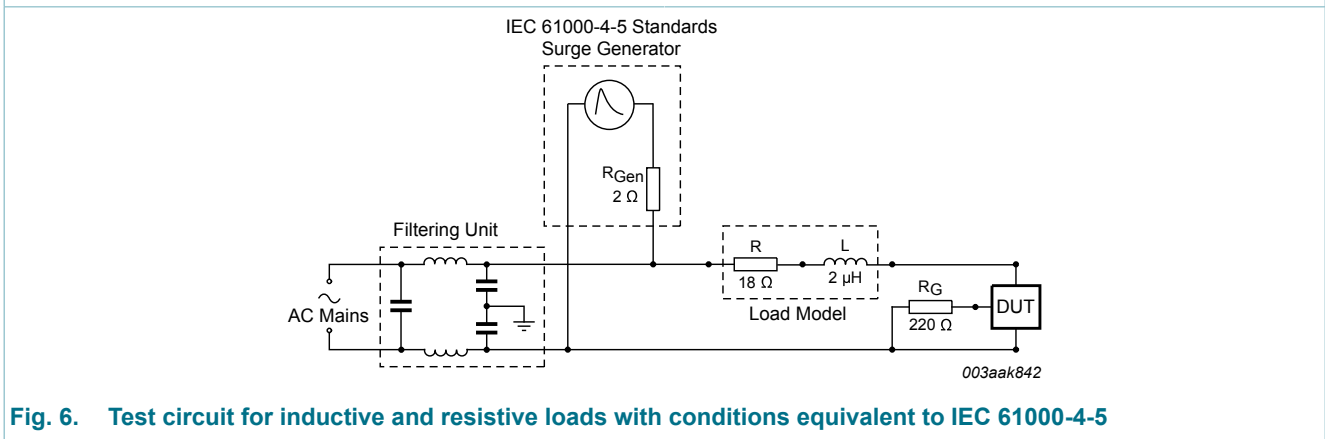 IEC 61000-4-5 Standards
Surge Generator
RGen
2 Ω
Filtering Unit
R
L
18 Ω
2 μH
Load Model
RG
220 Ω
DUT
AC Mains
003aak842
Fig. 6. Test circuit for inductive and resistive loads with conditions equivalent to IEC 61000-4-5